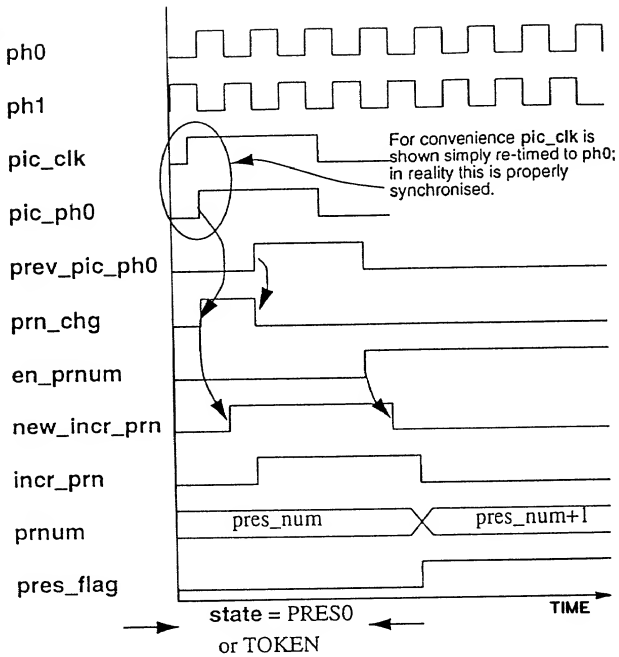 ph0
ph1
pic_clk
For convenience pic_clk is
shown simply re-timed to ph0;
in reality this is properly
synchronised.
pic_ph0
prev_pic_ph0
prn_chg
en_prnum
new_incr_prn
incr_prn
prnum
pres_num
pres_num+1
pres_flag
TIME
state = PRES0
or TOKEN